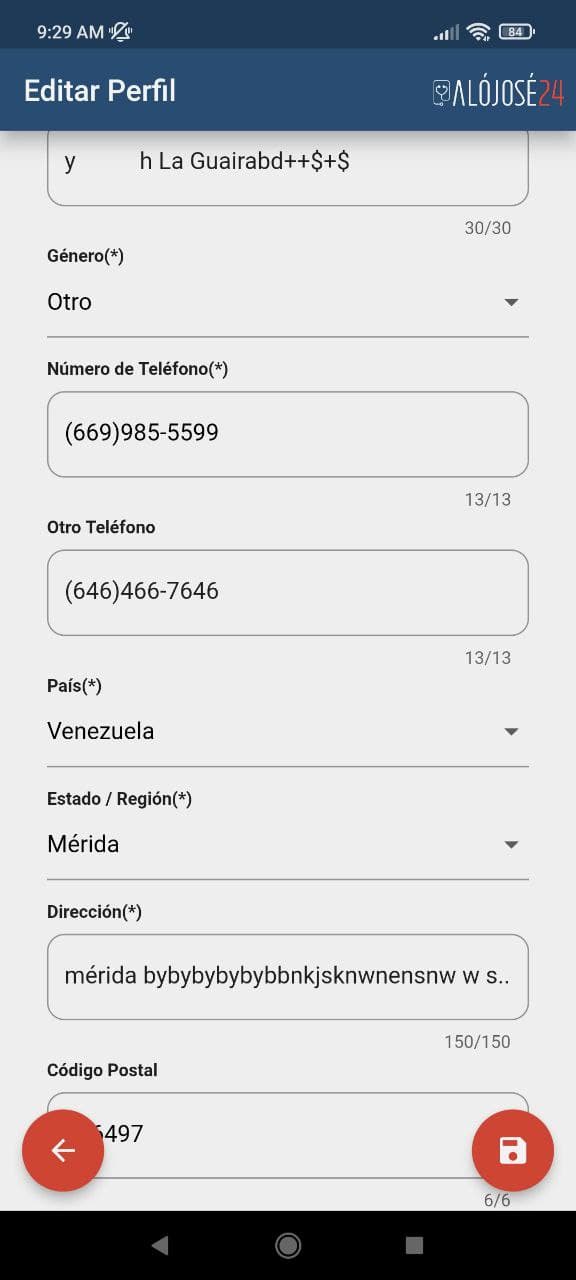 9:29 AM
84
Editar Perfil
ALÓJOSÉ24
y h La Guairabd++$+$
30/30
Género(*)
Otro
Número de Teléfono(*)
(669)985-5599
13/13
Otro Teléfono
(646)466-7646
13/13
País(*)
Venezuela
Estado / Región(*)
Mérida
Dirección(*)
mérida bybybybybybbnkjsknwnensnw w s..
150/150
Código Postal
6497
6/6